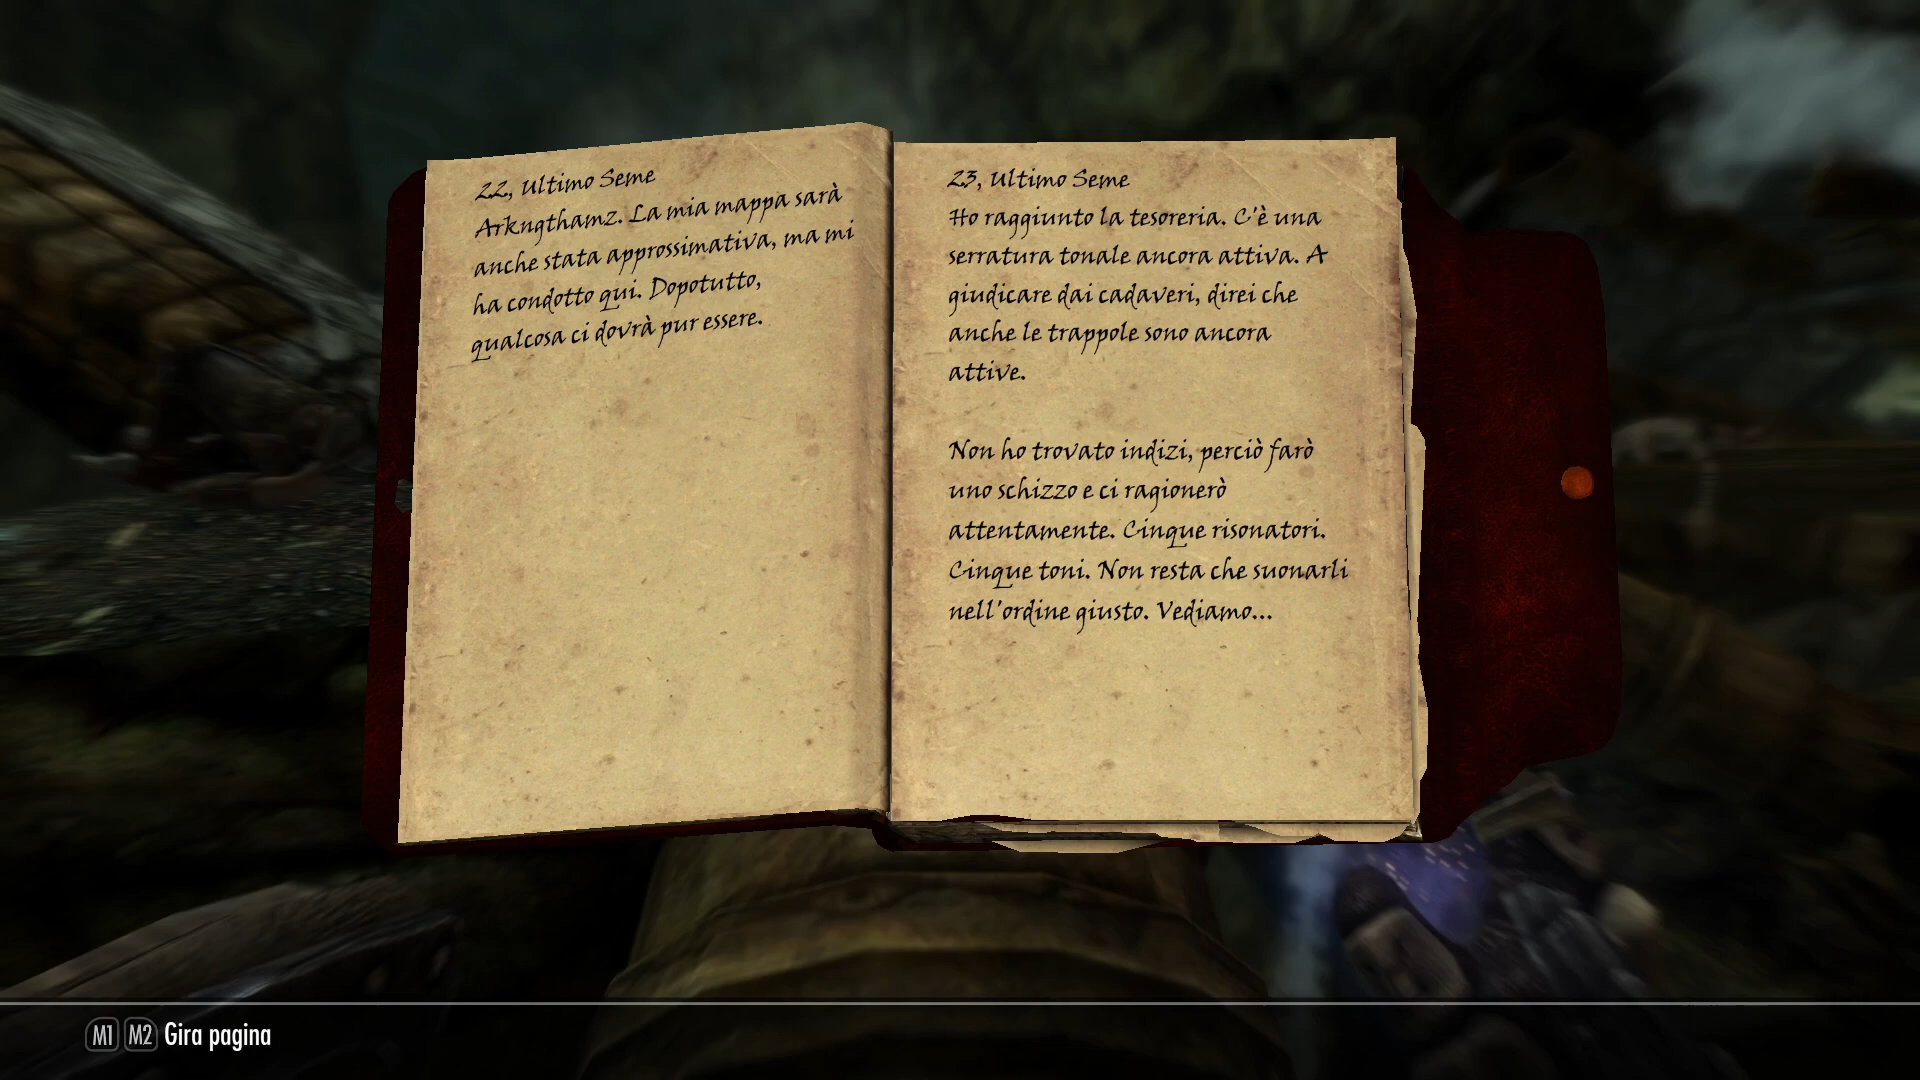 22, Ultimo Seme
Arkngthamz. La mia mappa sarà
anche stata approssimativa, ma mi
ha condotto qui. Dopotutto,
qualcosa ci dovrà pur essere.
23, Ultimo Seme
Ho raggiunto la tesoreria. C'è una
serratura tonale ancora attiva. A
giudicare dai cadaveri, direi che
anche le trappole sono ancora
attive.
Non ho trovato indizi, perciò farò
uno schizzo e ci ragionerò
attentamente. Cinque risonatori.
Cinque toni. Non resta che suonarli
nell'ordine giusto. Vediamo...
M1 M2 Gira pagina